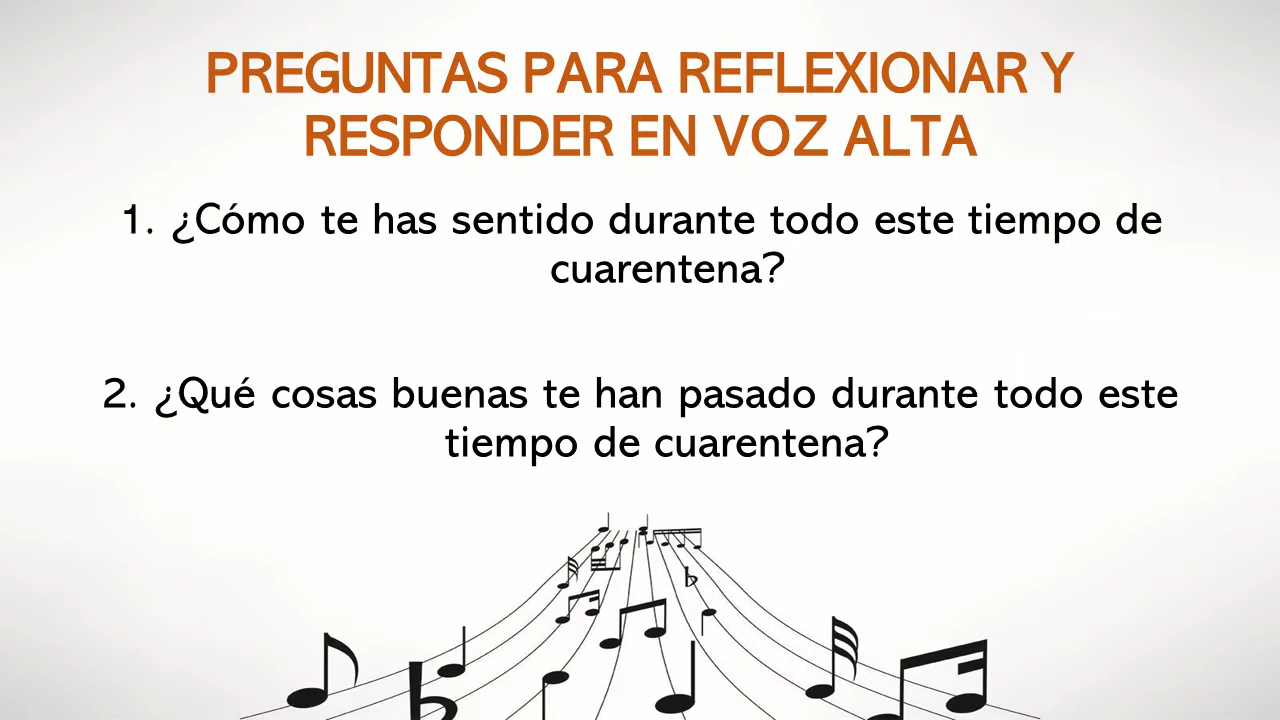 PREGUNTAS PARA REFLEXIONAR Y
RESPONDER EN VOZ ALTA
1. ¿Cómo te has sentido durante todo este tiempo de
cuarentena?
2. ¿Qué cosas buenas te han pasado durante todo este
tiempo de cuarentena?